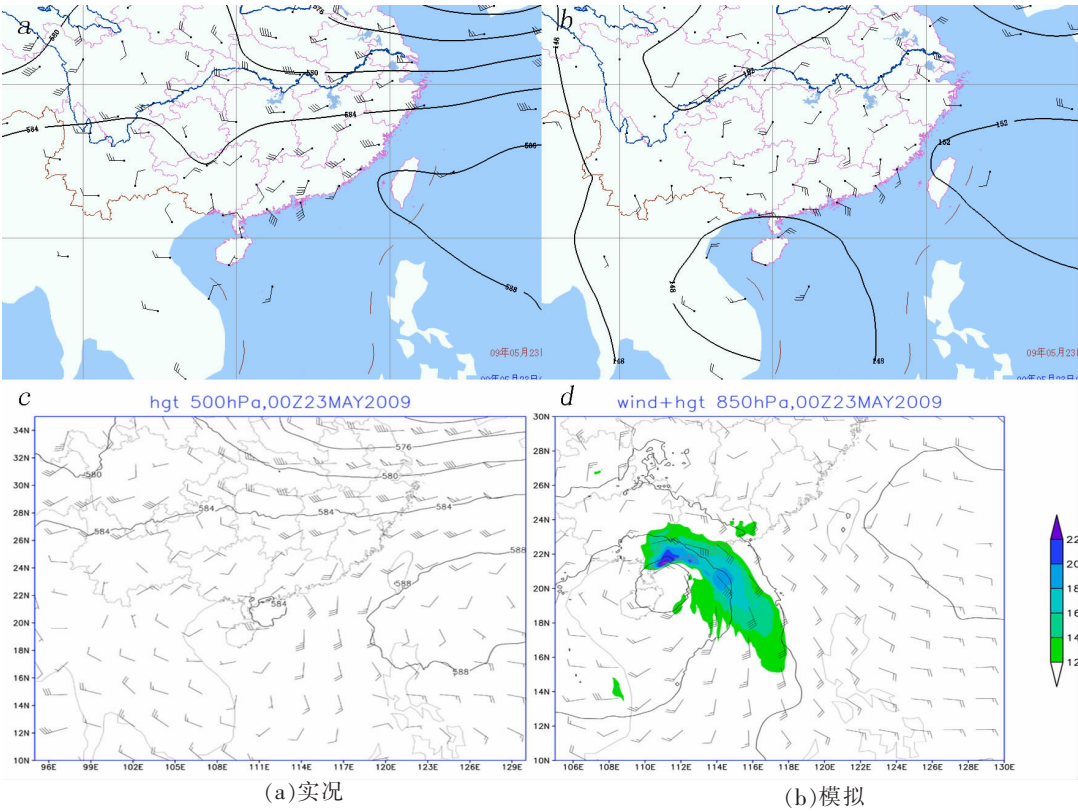 a
576
580
580
584
584
586
588
09年05月23日
b
146
152
152
152
148
148
148
09年05月23日
c
hgt 500hPa,00Z23MAY2009
34N
32N
30N
28N
26N
24N
22N
20N
18N
16N
14N
12N
10N
96E 99E 102E 105E 108E 111E 114E 117E 120E 123E 126E 129E
576
580
580
584
584
584
584
588
588
588
584
d
wind+hgt 850hPa,00Z23MAY2009
30N
28N
26N
24N
22N
20N
18N
16N
14N
12N
10N
106E 108E 110E 112E 114E 116E 118E 120E 122E 124E 126E 128E 130E
22
20
18
16
14
12
(a)实况
(b)模拟